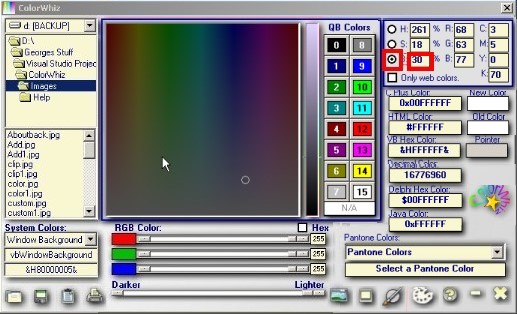 ColorWhiz
d: [BACKUP]
D:\
Georges Stuff
Visual Studio Projec
ColorWhiz
Images
Help
Aboutback.jpg
Add.jpg
Add1.jpg
clip.jpg
clip1.jpg
color.jpg
color1.jpg
custom.jpg
custom1.jpg
QB Colors
0 8
1 9
2 10
3 11
4 12
5 13
6 14
7 15
N/A
H: 261 R: 68 C: 3
S: 18 % G: 63 M: 5
30 % B: 77 Y: 0
K: 70
Only web colors.
C Plus Color:
0x00FFFFFF
New Color
HTML Color:
#FFFFFF
Old Color
VB Hex Color:
&HFFFFFF&
Pointer
Decimal Color:
16776960
Delphi Hex Color:
$00FFFFFF
Java Color:
0xFFFFFF
System Colors:
Window Background
vbWindowBackground
&H80000005&
RGB Color:
Hex
255
255
255
Darker
Lighter
Pantone Colors:
Pantone Colors
Select a Pantone Color